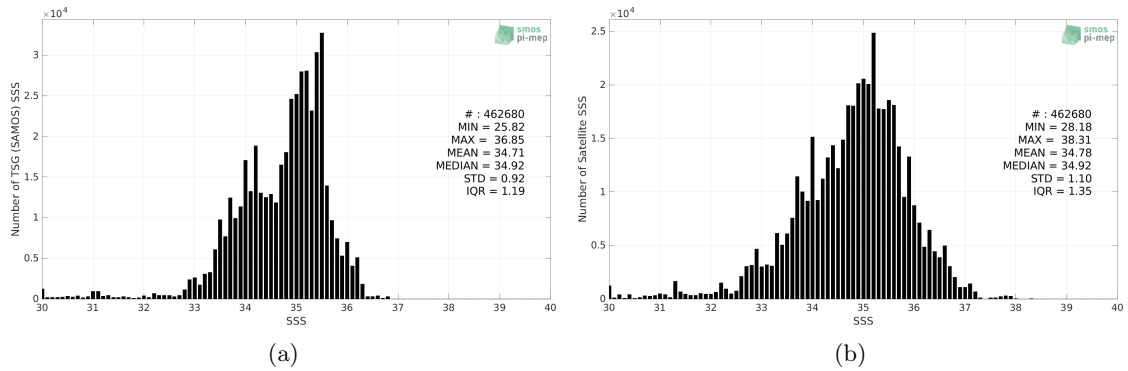 ×10⁴
smos
pi-mep
3
2.5
2
1.5
1
0.5
0
Number of TSG (SAMOS) SSS
# : 462680
MIN = 25.82
MAX = 36.85
MEAN = 34.71
MEDIAN = 34.92
STD = 0.92
IQR = 1.19
30 31 32 33 34 35 36 37 38 39 40
SSS
(a)
×10⁴
smos
pi-mep
2.5
2
1.5
1
0.5
0
Number of Satellite SSS
# : 462680
MIN = 28.18
MAX = 38.31
MEAN = 34.78
MEDIAN = 34.92
STD = 1.10
IQR = 1.35
30 31 32 33 34 35 36 37 38 39 40
SSS
(b)